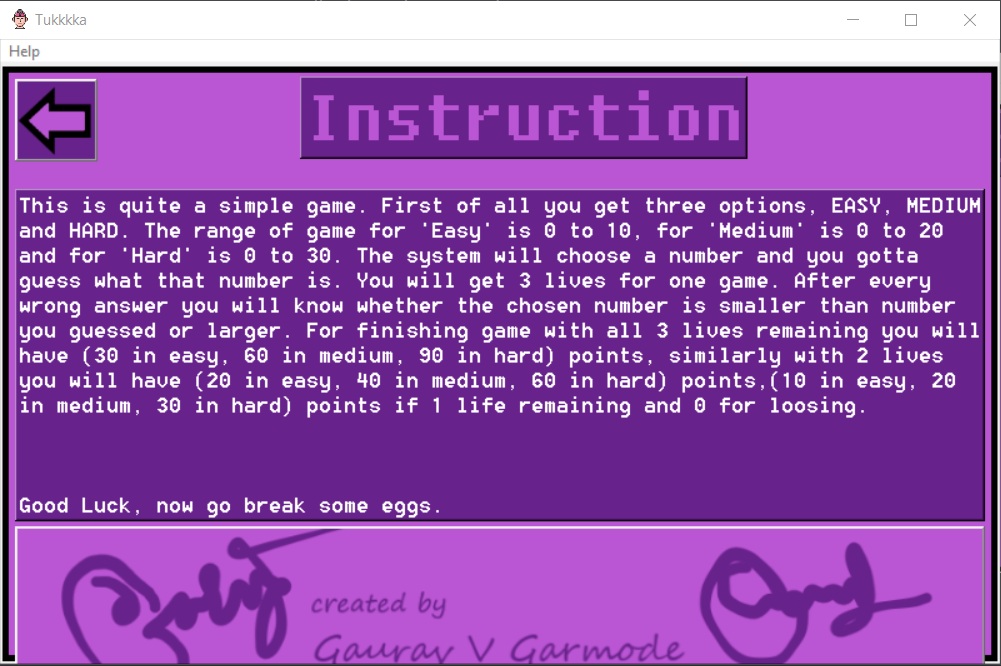 Tukkkka
Help
Instruction
This is quite a simple game. First of all you get three options, EASY, MEDIUM
and HARD. The range of game for 'Easy' is 0 to 10, for 'Medium' is 0 to 20
and for 'Hard' is 0 to 30. The system will choose a number and you gotta
guess what that number is. You will get 3 lives for one game. After every
wrong answer you will know whether the chosen number is smaller than number
you guessed or larger. For finishing game with all 3 lives remaining you will
have (30 in easy, 60 in medium, 90 in hard) points, similarly with 2 lives
you will have (20 in easy, 40 in medium, 60 in hard) points,(10 in easy, 20
in medium, 30 in hard) points if 1 life remaining and 0 for loosing.
Good Luck, now go break some eggs.
created by
Gaurav V Garmode